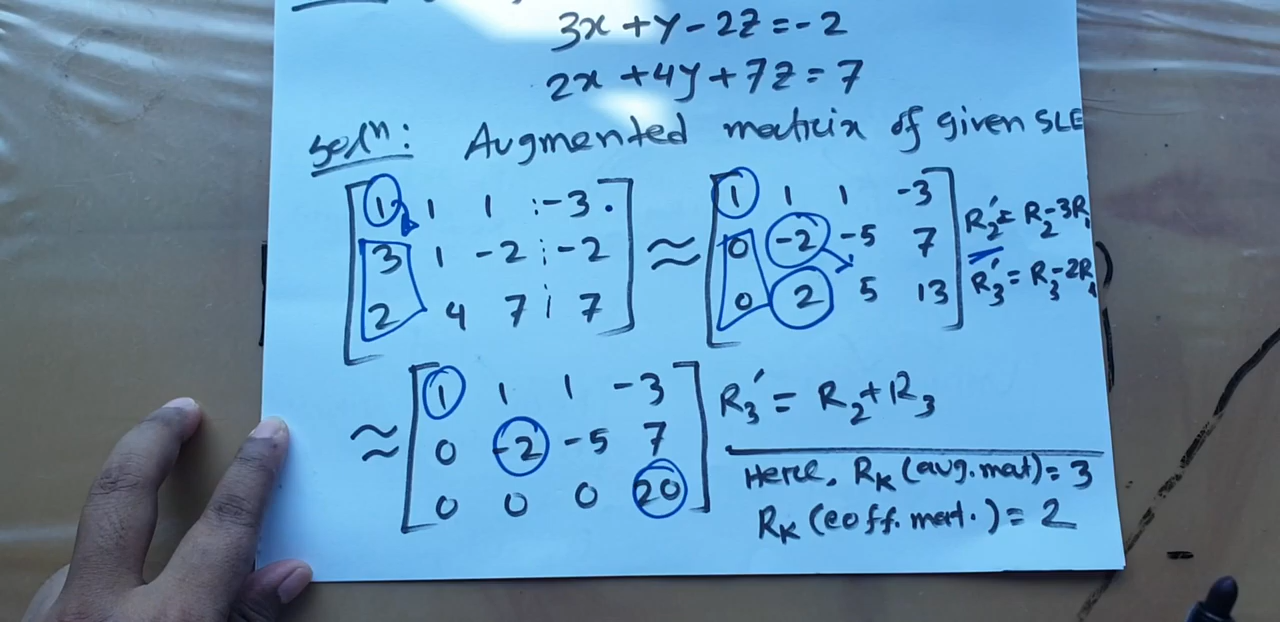 3x + y - 2z = -2
2x + 4y + 7z = 7
Solⁿ: Augmented matrix of given SLE
[1 1 1 ⋮ -3 .] ≈ [1 1 1 -3]
[3 1 -2 ⋮ -2] [0 -2 -5 7] R₂′ = R₂-3R₁
[2 4 7 ⋮ 7] [0 2 5 13] R₃′ = R₃-2R₁
≈ [1 1 1 -3] R₃′ = R₂+R₃
[0 -2 -5 7]
[0 0 0 20]
Here, Rₖ (aug. mat) = 3
Rₖ (coff. mat.) = 2